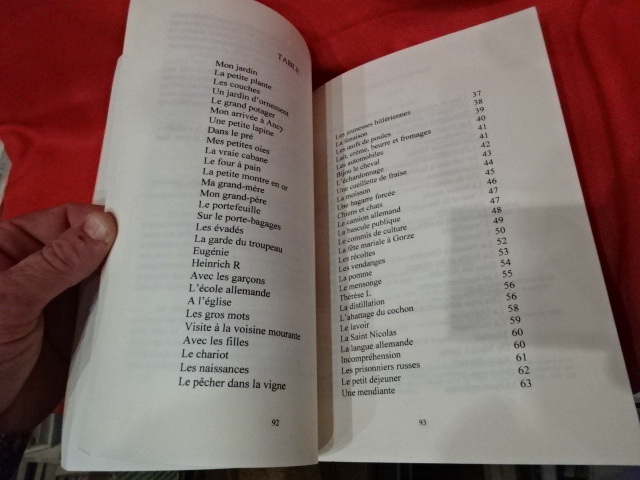 TABLE
Mon jardin
La petite plante
Les couches
Un jardin d'ornement
Le grand potager
Mon arrivée à Ancy
Une petite lapine
Dans le pré
Mes petites oies
La vraie cabane
Le four à pain
La petite montre en or
Ma grand-mère
Mon grand-père
Le portefeuille
Sur le porte-bagages
Les évadés
La garde du troupeau
Eugénie
Heinrich R
Avec les garçons
L'école allemande
A l'église
Les gros mots
Visite à la voisine mourante
Avec les filles
Le chariot
Les naissances
Le pêcher dans la vigne
92
Les jeunesses hitlériennes 37
La fenaison 38
Les œufs de poules 39
Lait, crème, beurre et fromages 40
Les automobiles 41
Bijou le cheval 41
L'échardonnage 42
Une cueillette de fraise 43
La moisson 44
Une bagarre forcée 45
Chiens et chats 46
Le camion allemand 47
La bascule publique 47
Le commis de culture 48
La fête mariale à Gorze 49
Les récoltes 50
Les vendanges 52
La pomme 53
Le mensonge 54
Thérèse L 55
La distillation 56
L'abattage du cochon 56
Le lavoir 58
La Saint Nicolas 59
La langue allemande 60
Incompréhension 60
Les prisonniers russes 61
Le petit déjeuner 62
Une mendiante 63
93